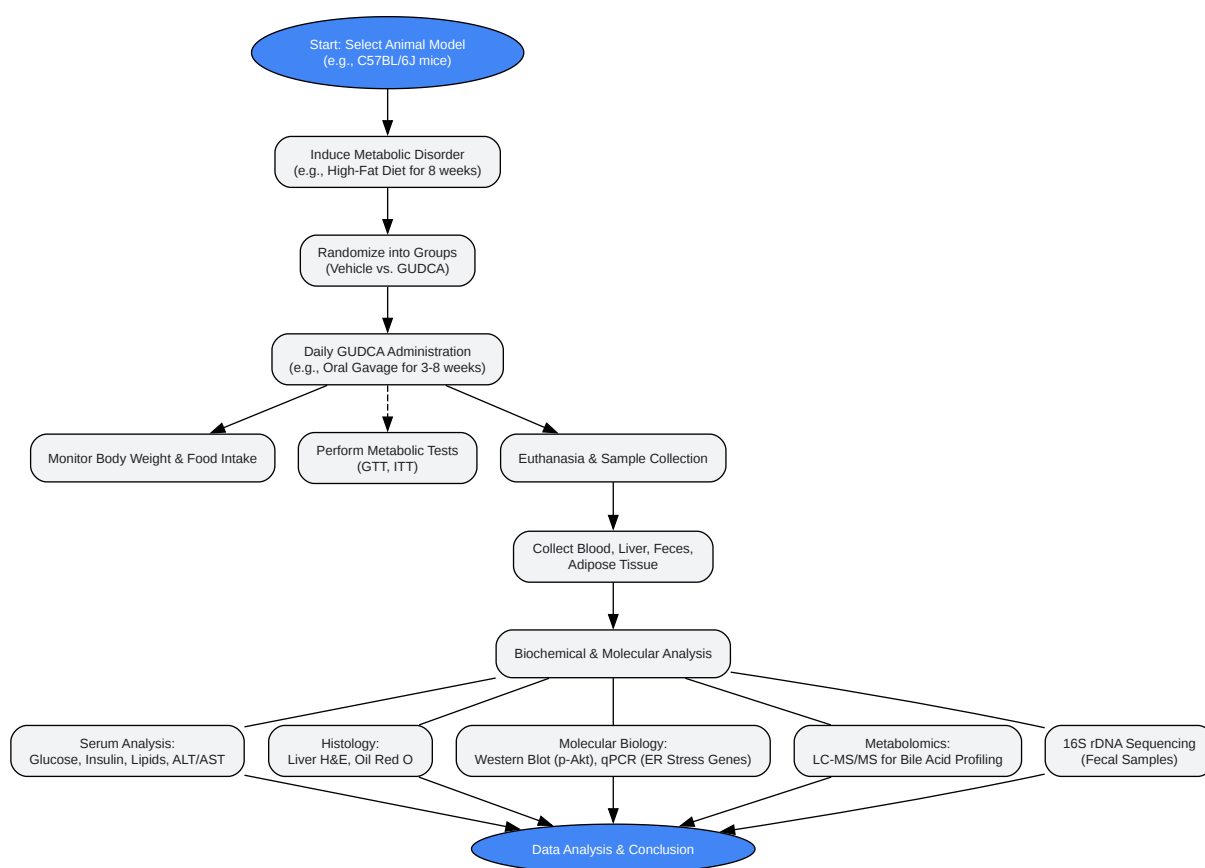 Start: Select Animal Model
(e.g., C57BL/6J mice)
Induce Metabolic Disorder
(e.g., High-Fat Diet for 8 weeks)
Randomize into Groups
(Vehicle vs. GUDCA)
Daily GUDCA Administration
(e.g., Oral Gavage for 3-8 weeks)
Monitor Body Weight & Food Intake
Perform Metabolic Tests
(GTT, ITT)
Euthanasia & Sample Collection
Collect Blood, Liver, Feces,
Adipose Tissue
Biochemical & Molecular Analysis
Serum Analysis:
Glucose, Insulin, Lipids, ALT/AST
Histology:
Liver H&E, Oil Red O
Molecular Biology:
Western Blot (p-Akt), qPCR (ER Stress Genes)
Metabolomics:
LC-MS/MS for Bile Acid Profiling
16S rDNA Sequencing
(Fecal Samples)
Data Analysis & Conclusion